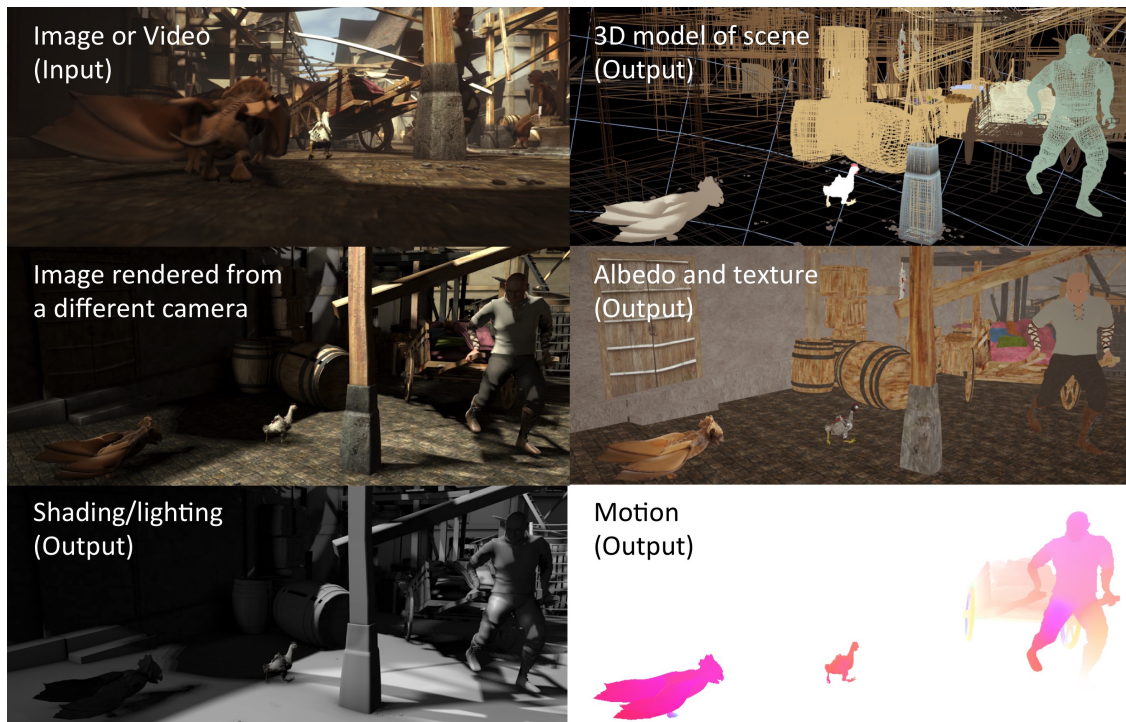 Image or Video
(Input)
3D model of scene
(Output)
Image rendered from
a different camera
Albedo and texture
(Output)
Shading/lighting
(Output)
Motion
(Output)